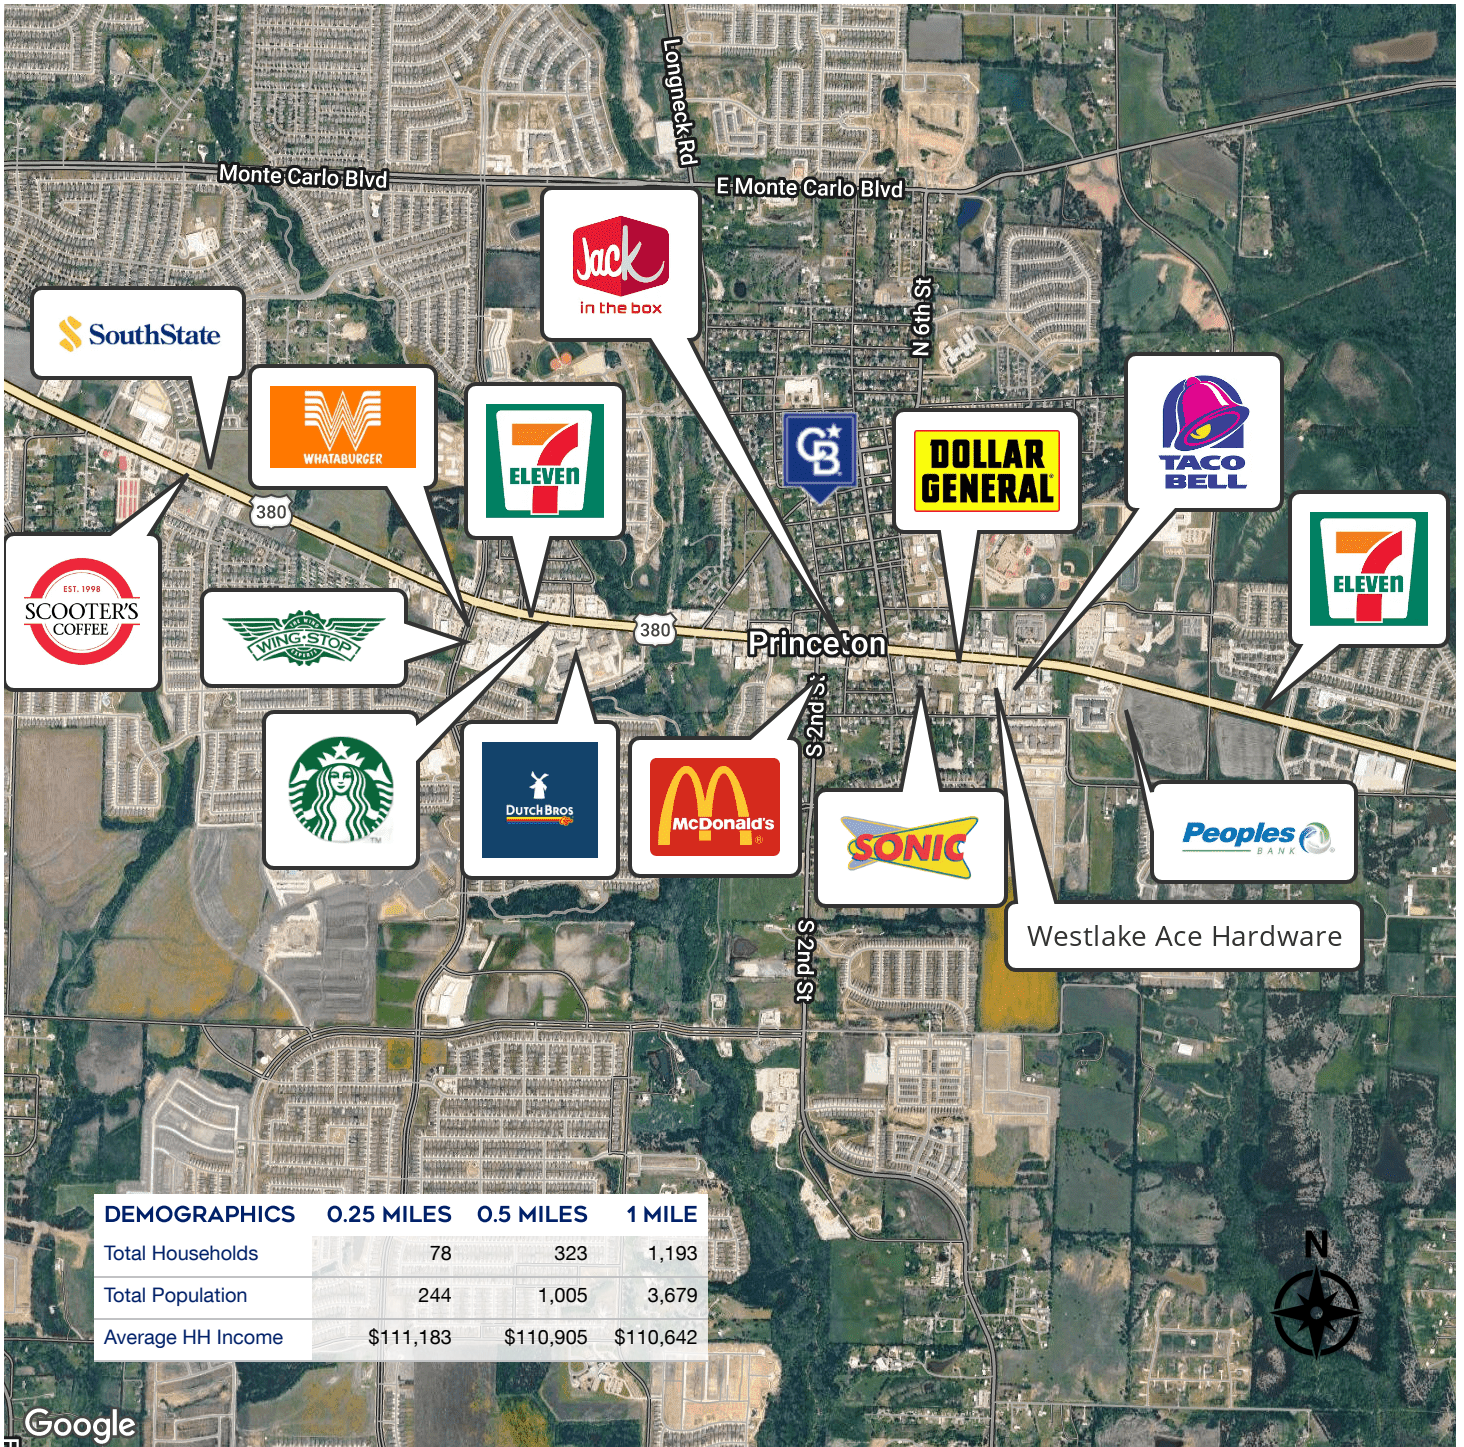 Longneck Rd
Monte Carlo Blvd
E Monte Carlo Blvd
Jack
in the box
N 6th St
SouthState
WHATABURGER
7
ELEVEN
CB
DOLLAR
GENERAL
TACO
BELL
380
7
ELEVEN
EST. 1998
SCOOTER'S
COFFEE
WING·STOP
380
Princeton
S 2nd St
DUTCH BROS
McDonald's
®
SONIC
Peoples
BANK
TM
S 2nd St
Westlake Ace Hardware
DEMOGRAPHICS 0.25 MILES 0.5 MILES 1 MILE
Total Households 78 323 1,193
Total Population 244 1,005 3,679
Average HH Income $111,183 $110,905 $110,642
N
Google